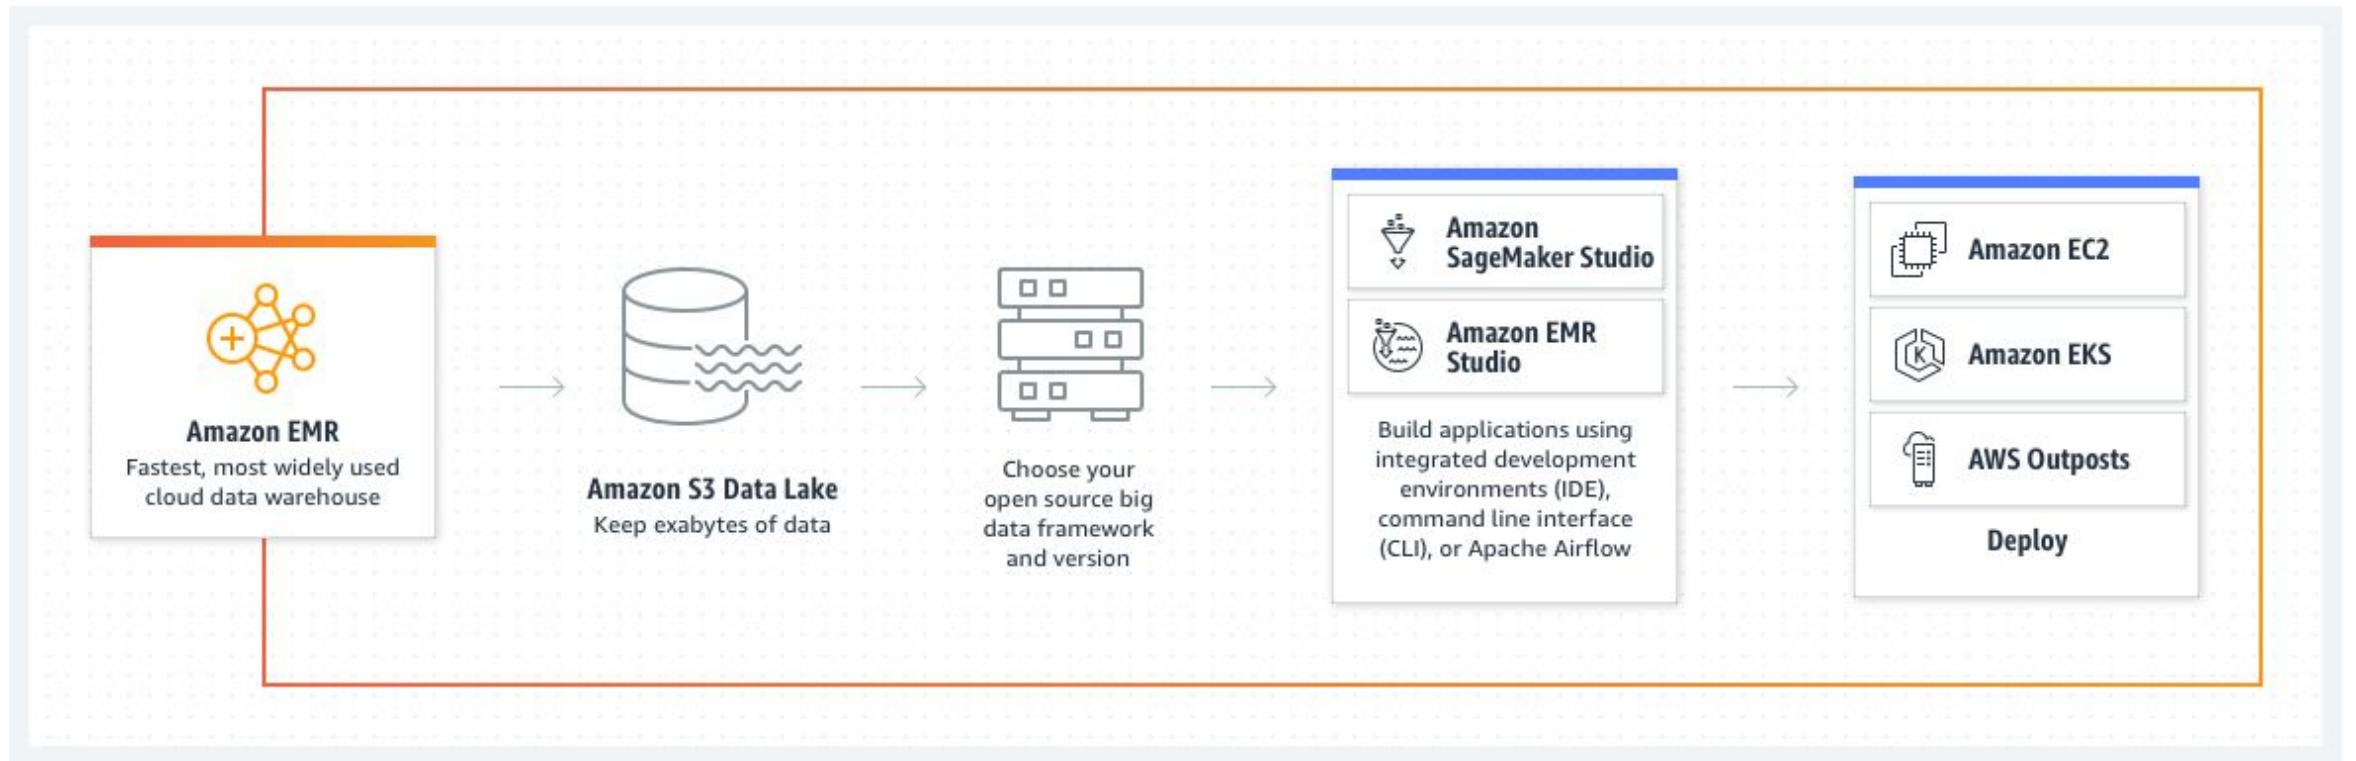 Amazon EMR
Fastest, most widely used
cloud data warehouse
Amazon S3 Data Lake
Keep exabytes of data
Choose your
open source big
data framework
and version
Amazon
SageMaker Studio
Amazon EMR
Studio
Build applications using
integrated development
environments (IDE),
command line interface
(CLI), or Apache Airflow
Amazon EC2
Amazon EKS
AWS Outposts
Deploy